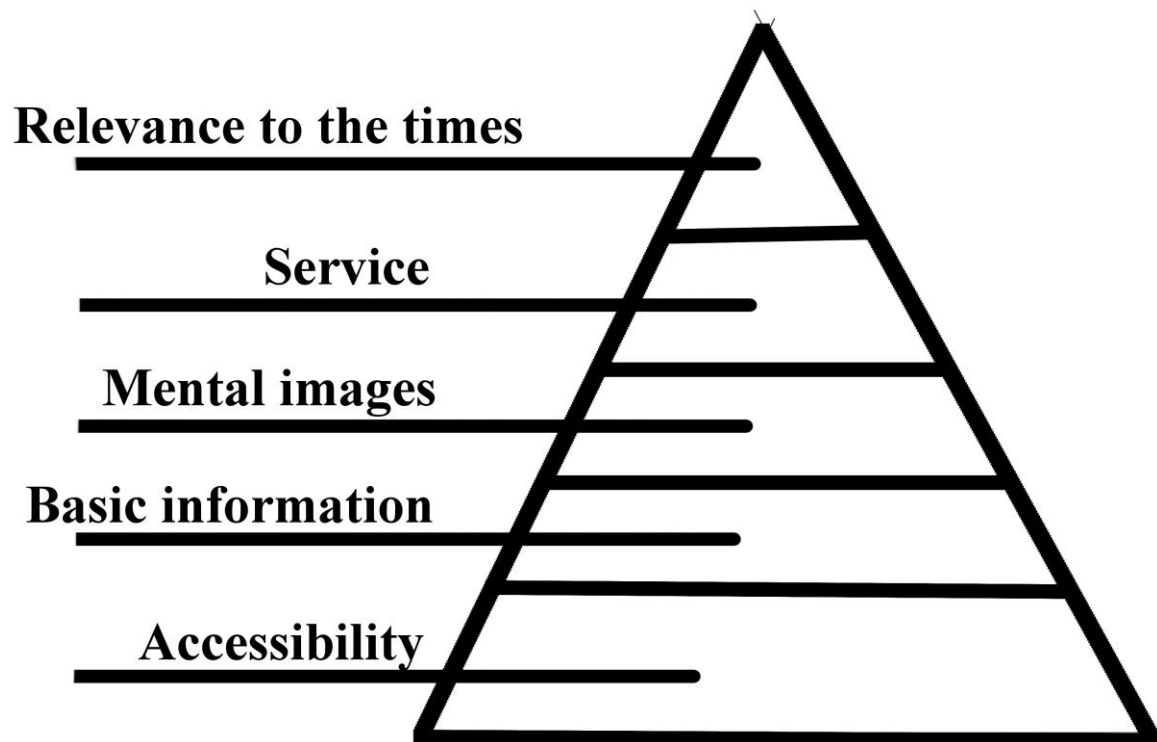 Relevance to the times
Service
Mental images
Basic information
Accessibility